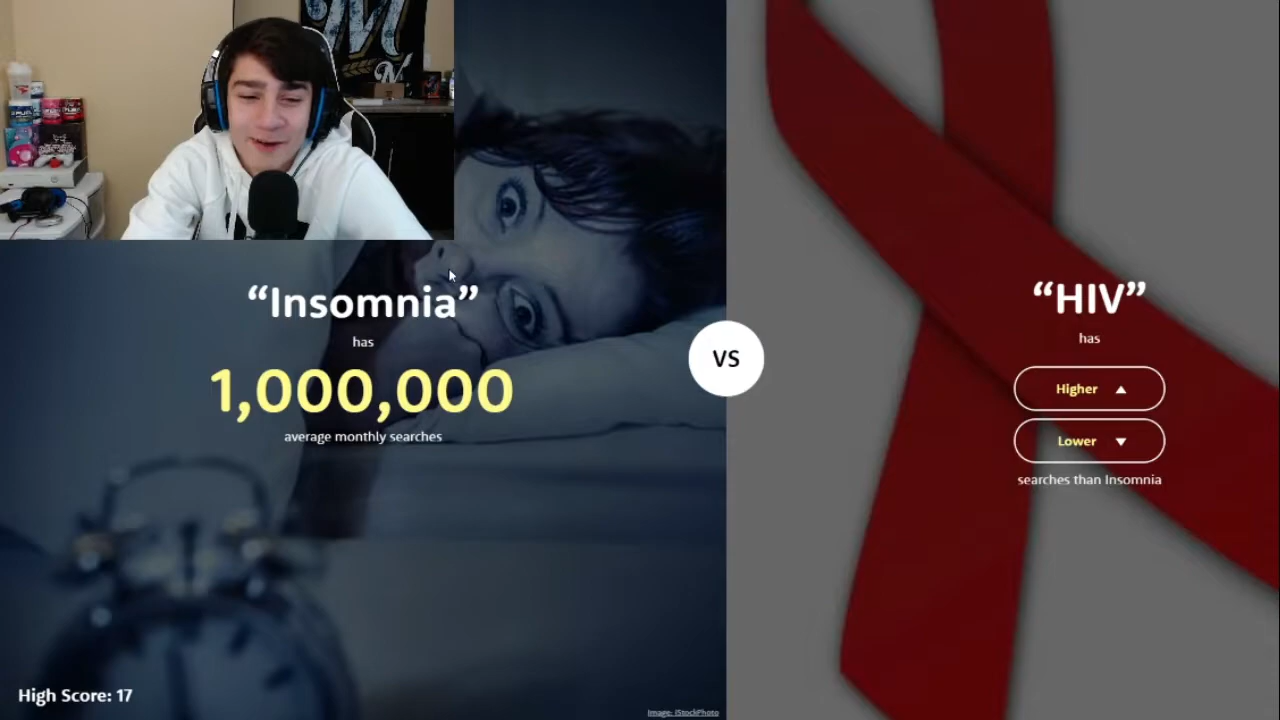 “Insomnia”
has
1,000,000
average monthly searches
VS
“HIV”
has
Higher ▲
Lower ▼
searches than Insomnia
High Score: 17
Image: iStockPhoto